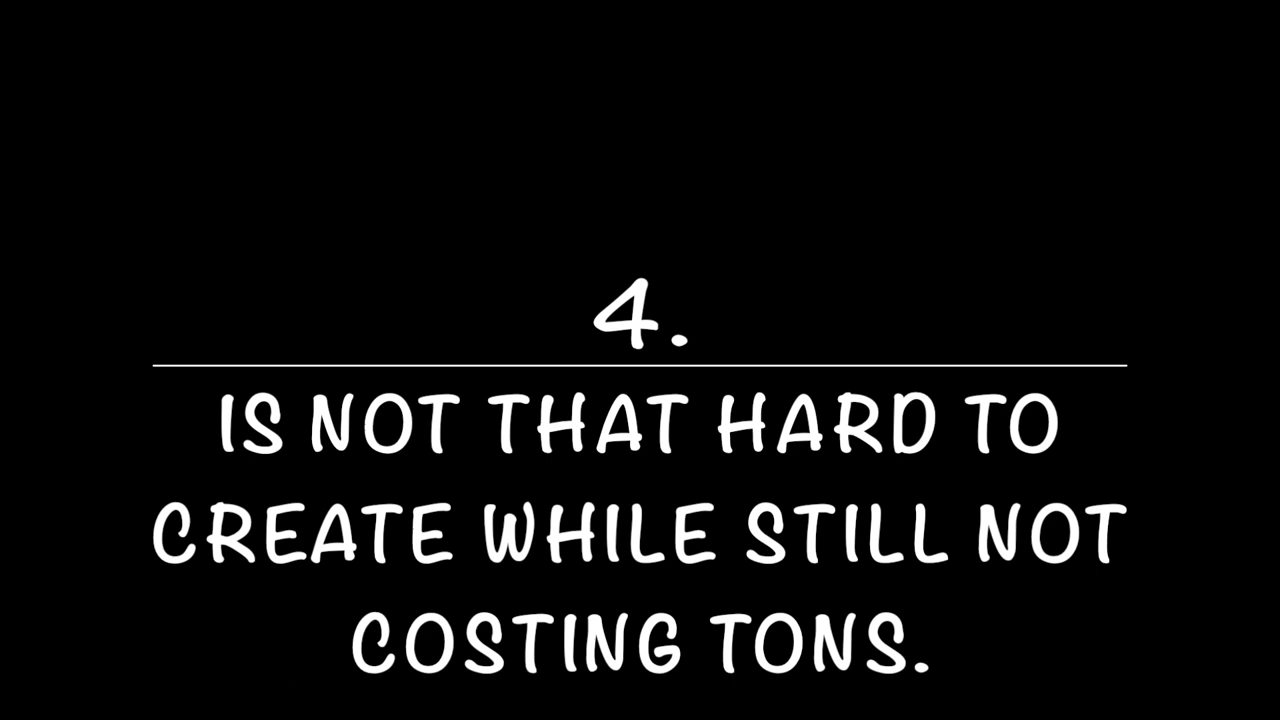 4.
IS NOT THAT HARD TO
CREATE WHILE STILL NOT
COSTING TONS.